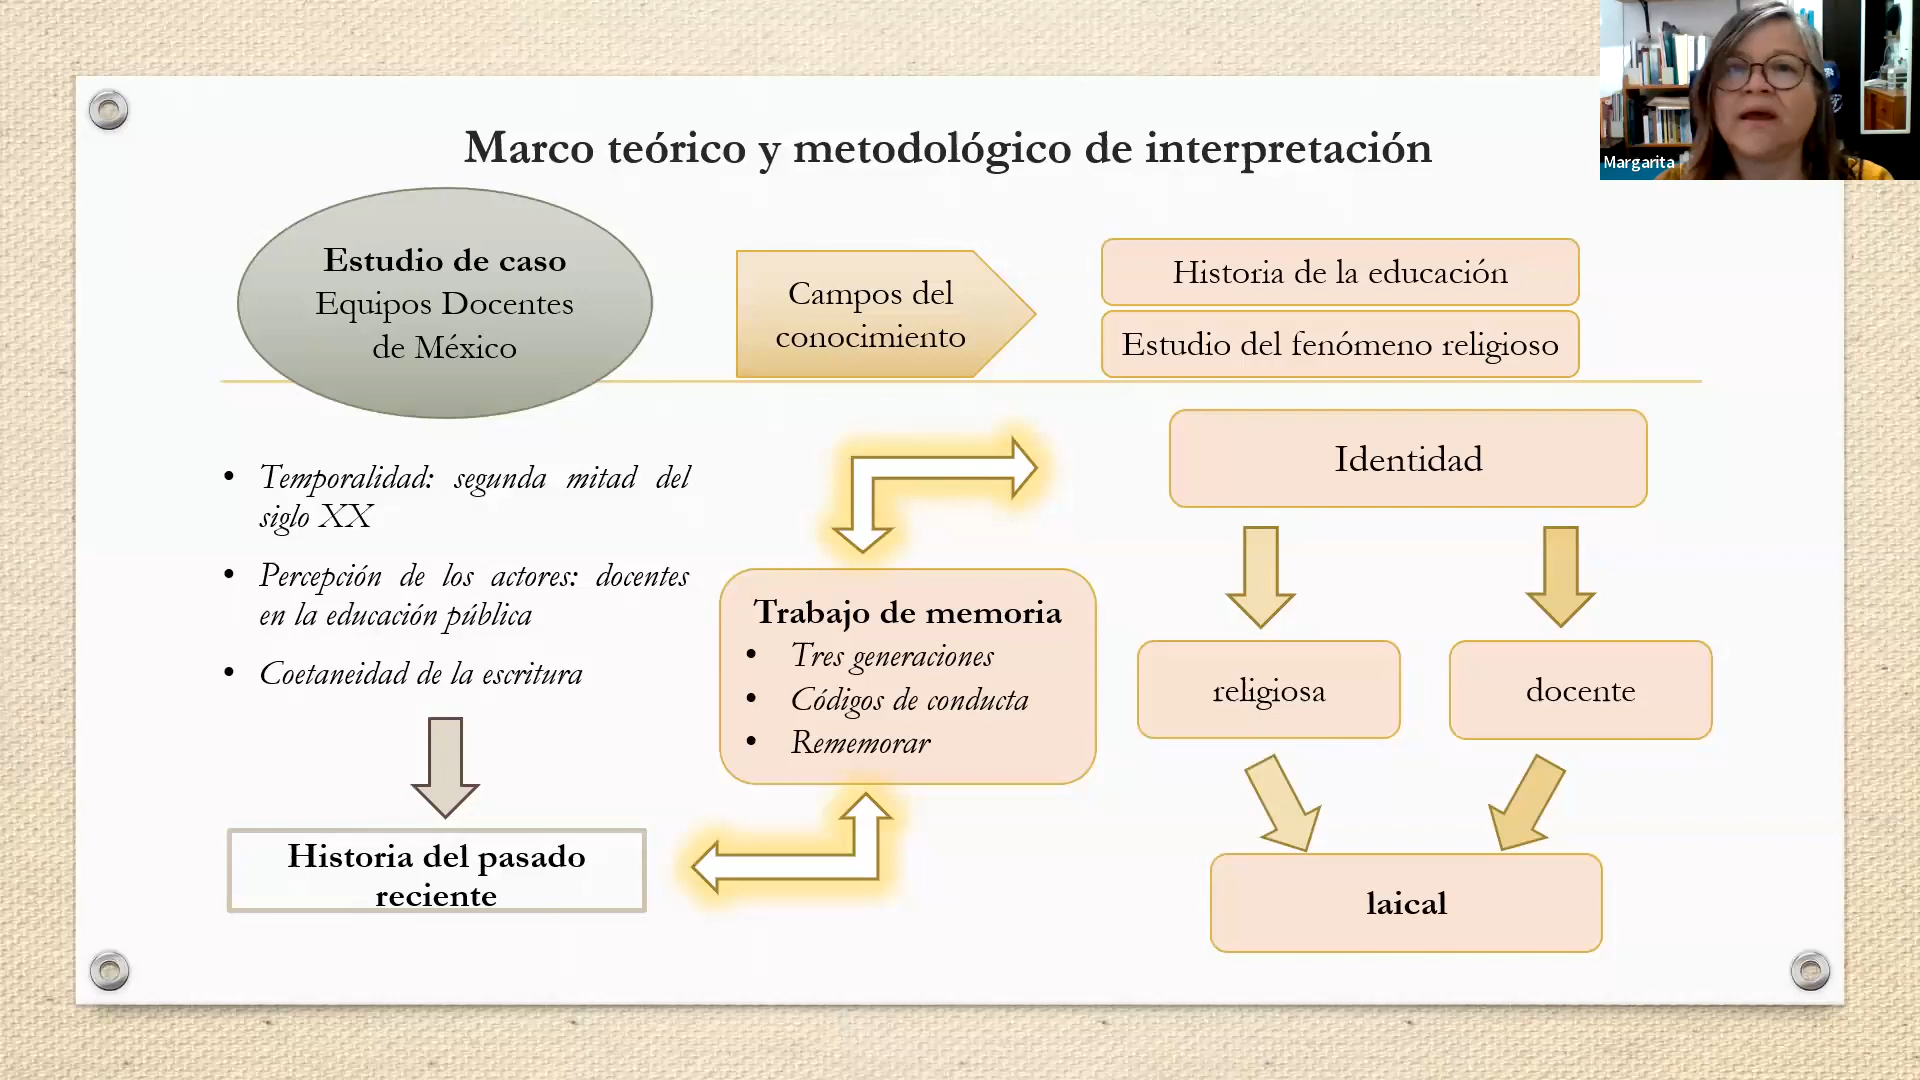 Marco teórico y metodológico de interpretación
Margarita
Estudio de caso
Equipos Docentes
de México
Campos del
conocimiento
Historia de la educación
Estudio del fenómeno religioso
• Temporalidad: segunda mitad del
siglo XX
• Percepción de los actores: docentes
en la educación pública
• Coetaneidad de la escritura
Historia del pasado
reciente
Trabajo de memoria
• Tres generaciones
• Códigos de conducta
• Rememorar
Identidad
religiosa
docente
laical